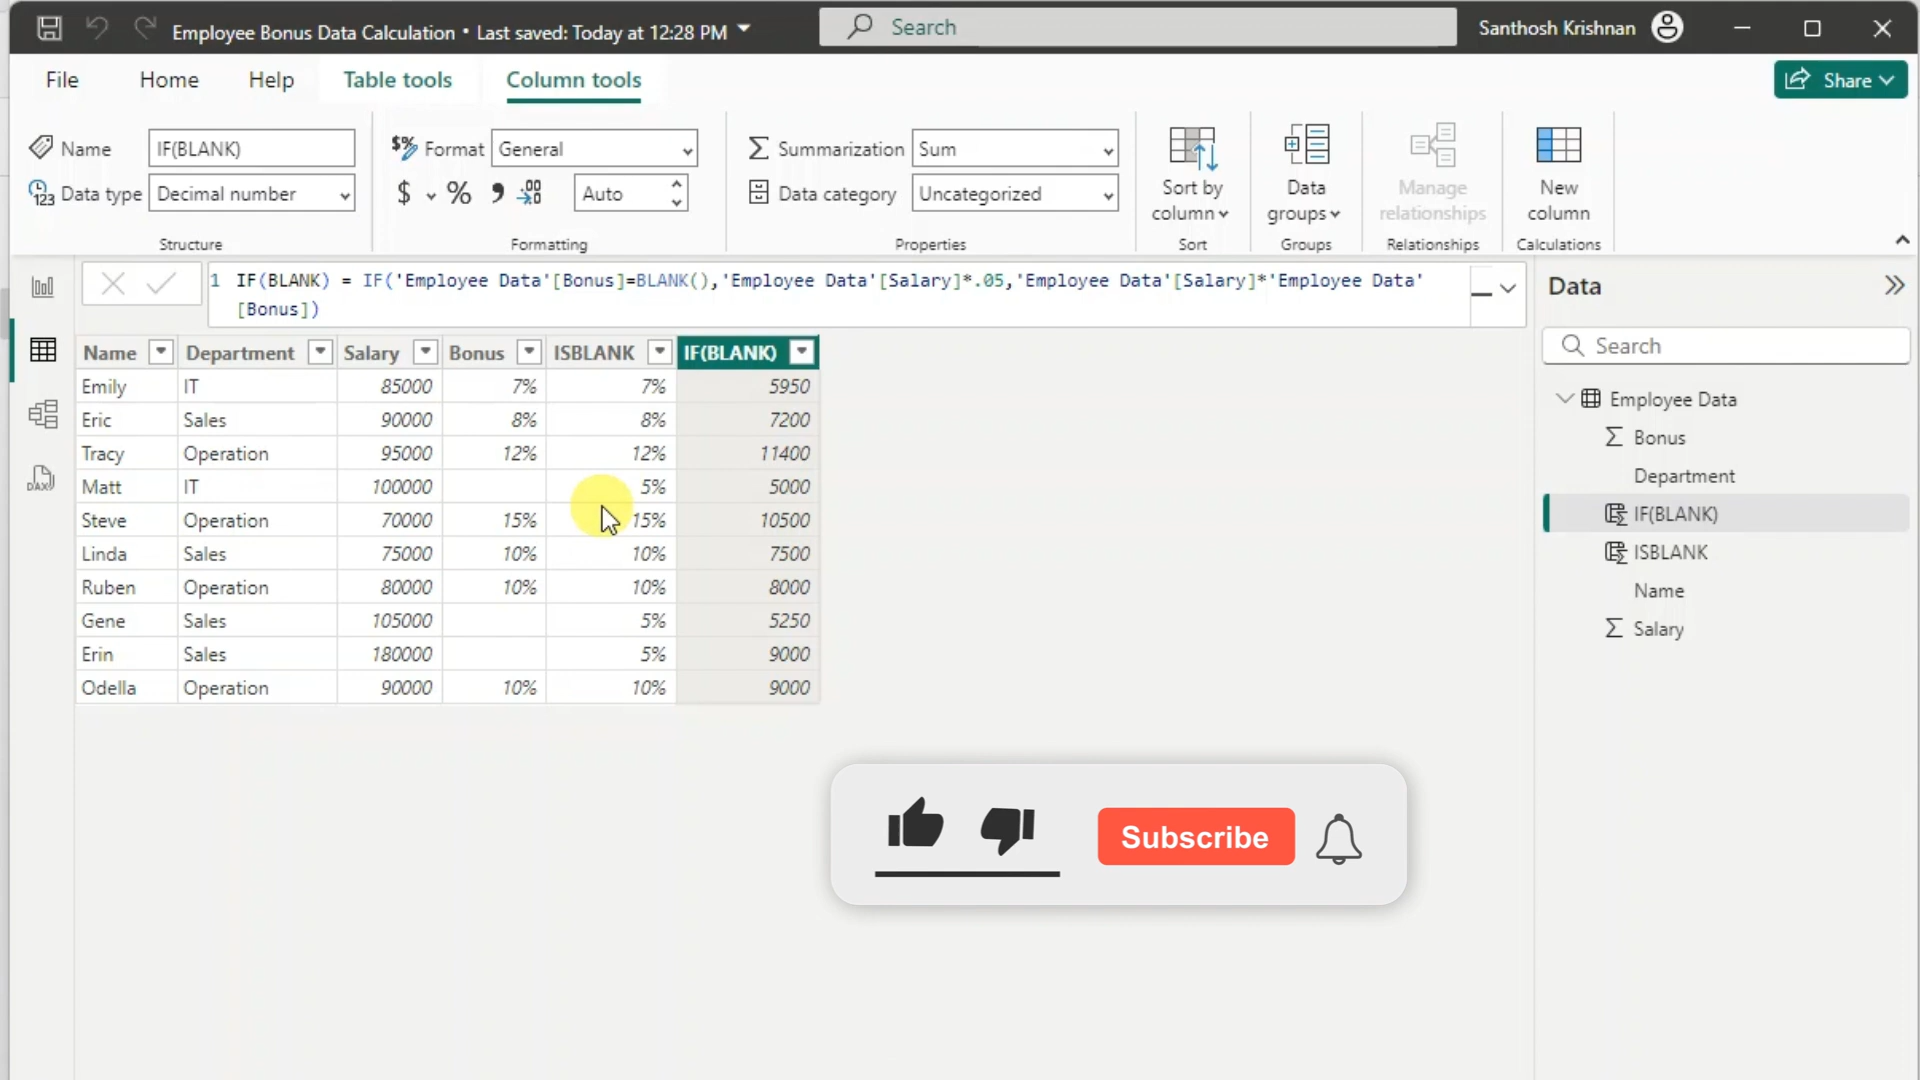 Employee Bonus Data Calculation • Last saved: Today at 12:28 PM
Search
Santhosh Krishnan
File Home Help Table tools Column tools
Share
Name IF(BLANK)
Data type Decimal number
Structure
Format General
$ % , .00 Auto
Formatting
Summarization Sum
Data category Uncategorized
Properties
Sort by
column
Sort
Data
groups
Groups
Manage
relationships
Relationships
New
column
Calculations
1 IF(BLANK) = IF('Employee Data'[Bonus]=BLANK(),'Employee Data'[Salary]*.05,'Employee Data'[Salary]*'Employee Data'
[Bonus])
Name Department Salary Bonus ISBLANK IF(BLANK)
Emily IT 85000 7% 7% 5950
Eric Sales 90000 8% 8% 7200
Tracy Operation 95000 12% 12% 11400
Matt IT 100000 5% 5000
Steve Operation 70000 15% 15% 10500
Linda Sales 75000 10% 10% 7500
Ruben Operation 80000 10% 10% 8000
Gene Sales 105000 5% 5250
Erin Sales 180000 5% 9000
Odella Operation 90000 10% 10% 9000
DAX
Data
Search
Employee Data
Bonus
Department
IF(BLANK)
ISBLANK
Name
Salary
Subscribe